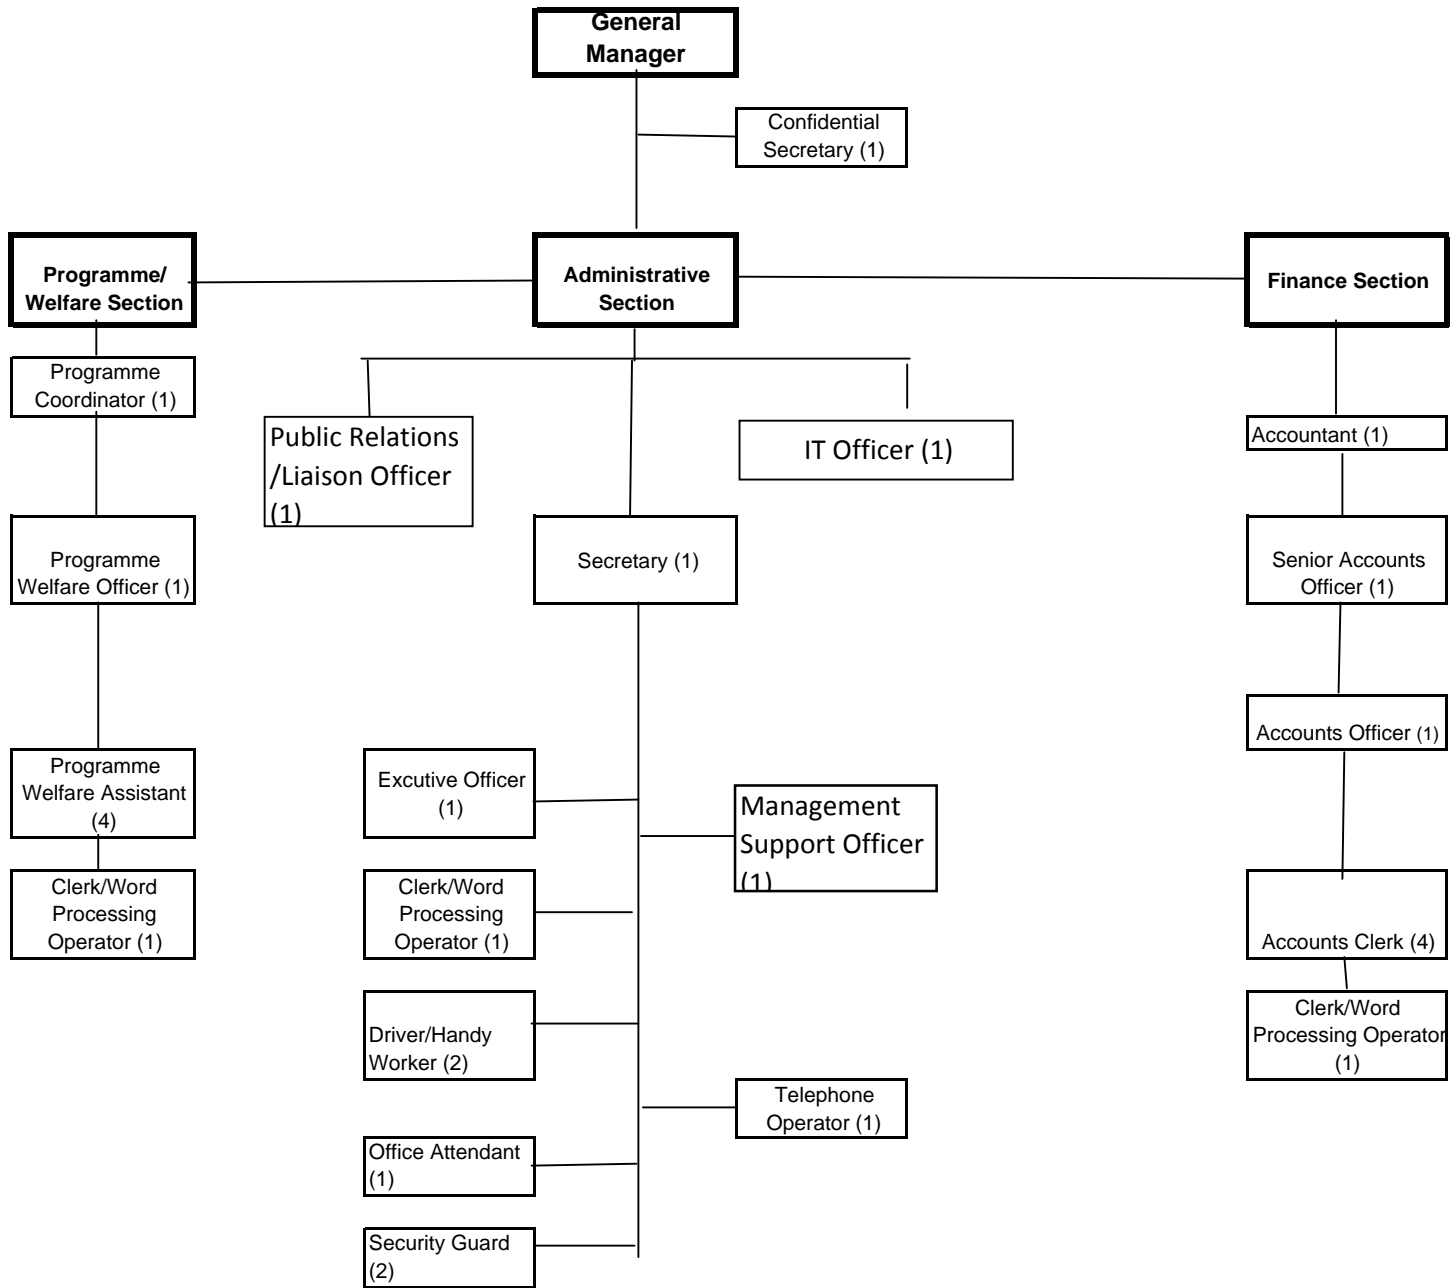 General
Manager
Confidential
Secretary (1)
Programme/
Welfare Section
Administrative
Section
Finance Section
Programme
Coordinator (1)
Public Relations
/Liaison Officer
(1)
IT Officer (1)
Accountant (1)
Programme
Welfare Officer (1)
Secretary (1)
Senior Accounts
Officer (1)
Accounts Officer (1)
Programme
Welfare Assistant
(4)
Excutive Officer
(1)
Management
Support Officer
(1)
Clerk/Word
Processing
Operator (1)
Clerk/Word
Processing
Operator (1)
Accounts Clerk (4)
Driver/Handy
Worker (2)
Clerk/Word
Processing Operator
(1)
Telephone
Operator (1)
Office Attendant
(1)
Security Guard
(2)